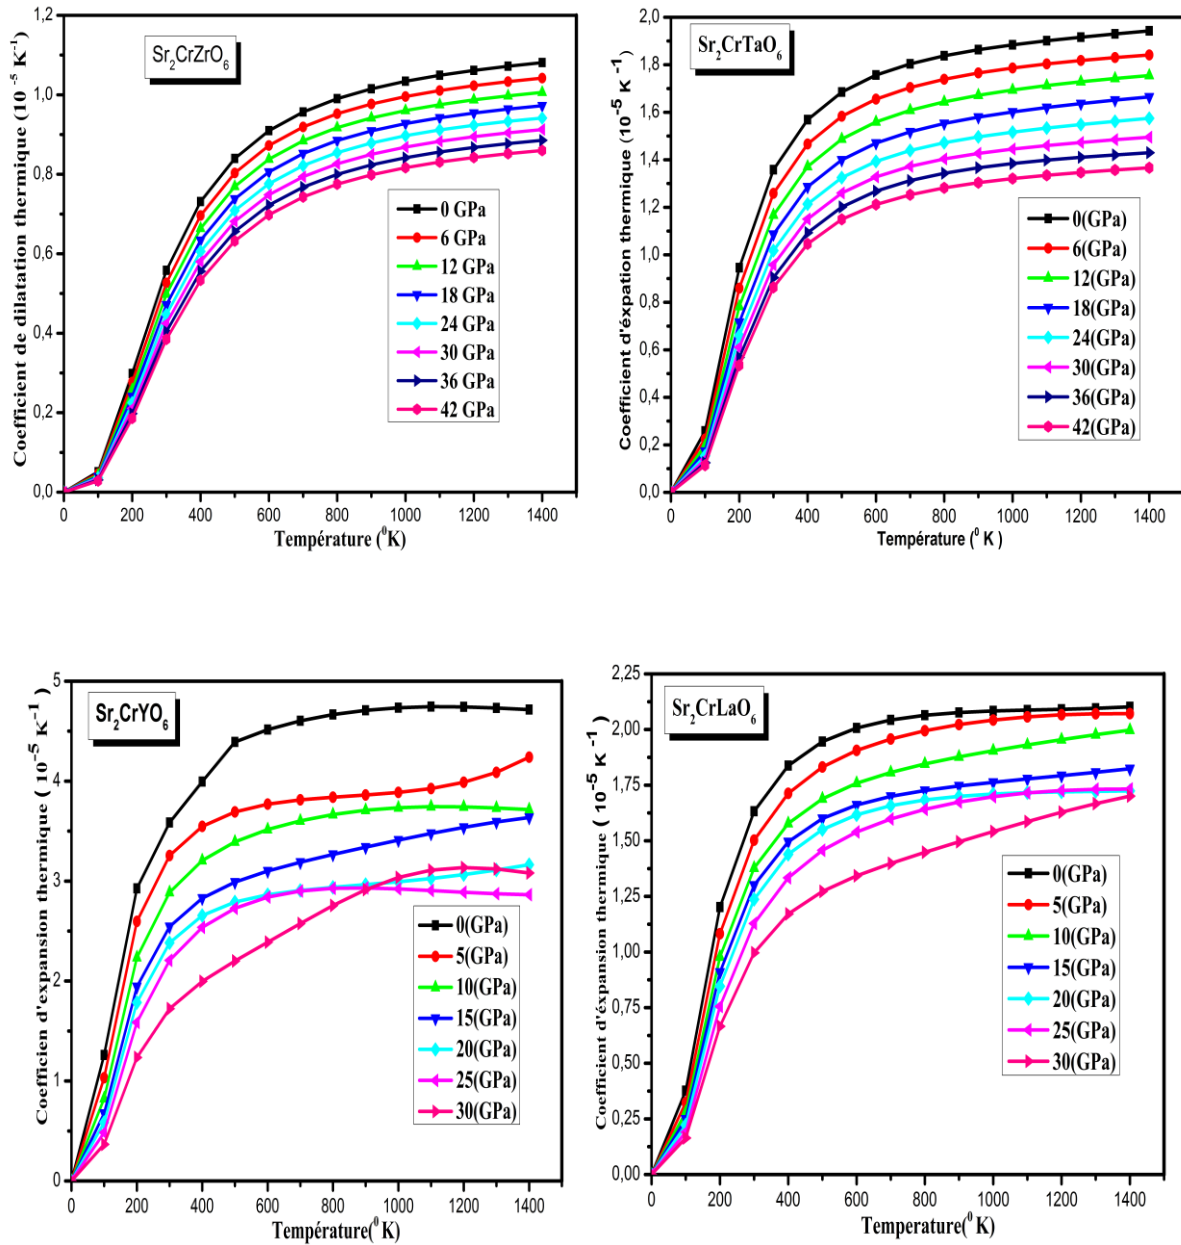 Sr2CrZrO6
Coefficient de dilatation thermique (10-5 K-1)
1,2
1,0
0,8
0,6
0,4
0,2
0,0
0 GPa
6 GPa
12 GPa
18 GPa
24 GPa
30 GPa
36 GPa
42 GPa
0 200 400 600 800 1000 1200 1400
Température (0K)
Sr2CrTaO6
Coefficient d'éxpation thermique (10-5 K-1)
2,0
1,8
1,6
1,4
1,2
1,0
0,8
0,6
0,4
0,2
0,0
0(GPa)
6(GPa)
12(GPa)
18(GPa)
24(GPa)
30(GPa)
36(GPa)
42(GPa)
0 200 400 600 800 1000 1200 1400
Température (0 K )
Sr2CrYO6
Coefficien d'expansion thermique ( 10-5 K-1 )
5
4
3
2
1
0
0(GPa)
5(GPa)
10(GPa)
15(GPa)
20(GPa)
25(GPa)
30(GPa)
0 200 400 600 800 1000 1200 1400
Température(0K)
Sr2CrLaO6
Coefficient d'éxpansion thermique (10-5 K-1)
2,25
2,00
1,75
1,50
1,25
1,00
0,75
0,50
0,25
0,00
0(GPa)
5(GPa)
10(GPa)
15(GPa)
20(GPa)
25(GPa)
30(GPa)
0 200 400 600 800 1000 1200 1400
Temperature(0K)